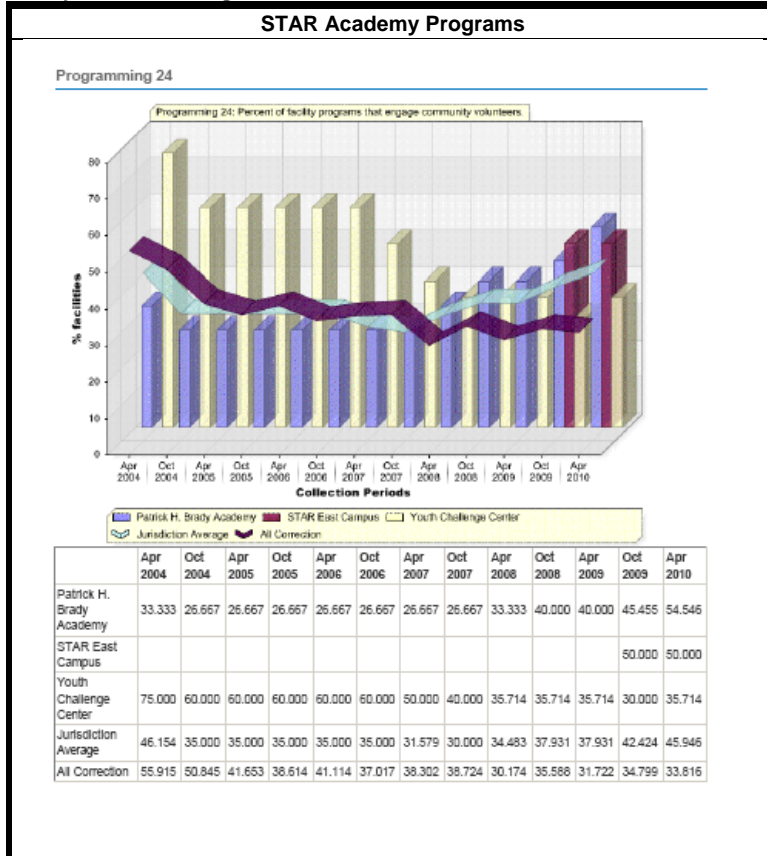 STAR Academy Programs
Programming 24
Programming 24: Percent of facility programs that engage community volunteers.
80
70
60
50
40
30
20
10
0
% facilities
Apr 2004 Oct 2004 Apr 2005 Oct 2005 Apr 2006 Oct 2006 Apr 2007 Oct 2007 Apr 2008 Oct 2008 Apr 2009 Oct 2009 Apr 2010
Collection Periods
Patrick H. Brady Academy STAR East Campus Youth Challenge Center
Jurisdiction Average All Correction
Apr 2004 Oct 2004 Apr 2005 Oct 2005 Apr 2006 Oct 2006 Apr 2007 Oct 2007 Apr 2008 Oct 2008 Apr 2009 Oct 2009 Apr 2010
Patrick H. Brady Academy 33.333 26.667 26.667 26.667 26.667 26.667 26.667 26.667 33.333 40.000 40.000 45.455 54.546
STAR East Campus 50.000 50.000
Youth Challenge Center 75.000 60.000 60.000 60.000 60.000 60.000 50.000 40.000 35.714 35.714 35.714 30.000 35.714
Jurisdiction Average 46.154 35.000 35.000 35.000 35.000 35.000 31.579 30.000 34.483 37.931 37.931 42.424 45.946
All Correction 55.915 50.845 41.653 38.614 41.114 37.017 38.302 38.724 30.174 35.588 31.722 34.799 33.816